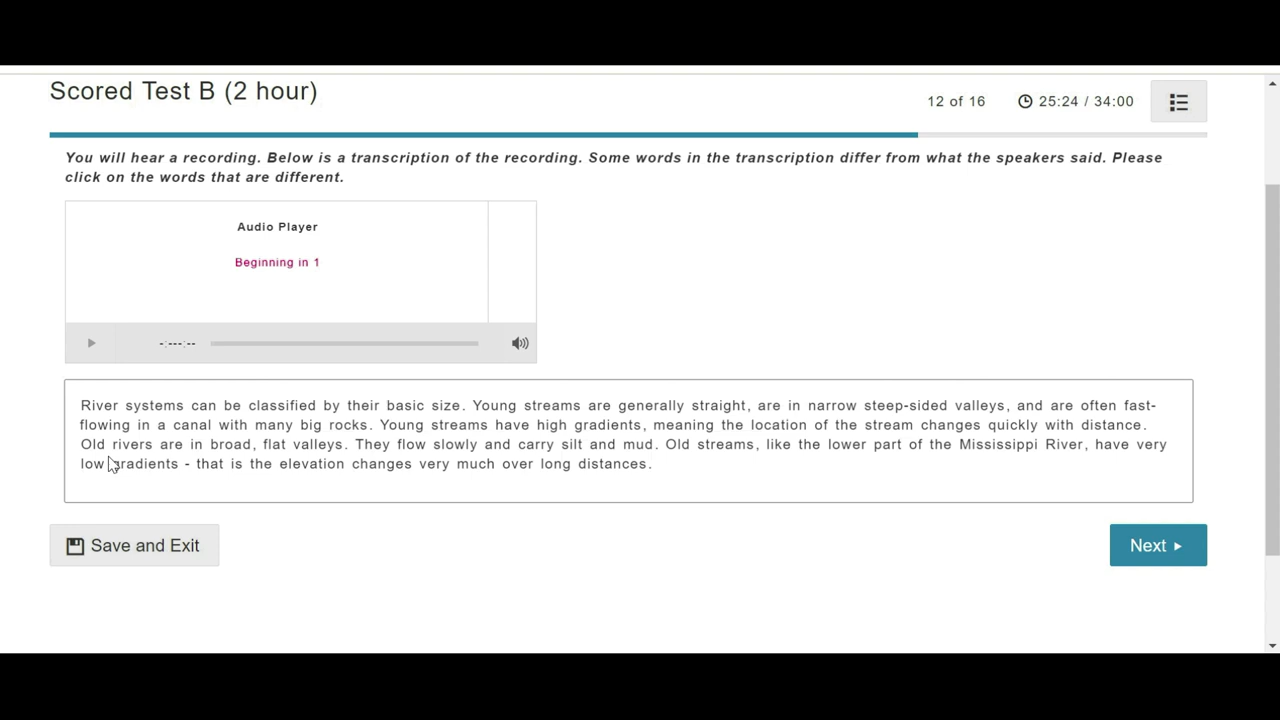 Scored Test B (2 hour)
12 of 16
25:24 / 34:00
You will hear a recording. Below is a transcription of the recording. Some words in the transcription differ from what the speakers said. Please
click on the words that are different.
Audio Player
Beginning in 1
-:--:--
River systems can be classified by their basic size. Young streams are generally straight, are in narrow steep-sided valleys, and are often fast-
flowing in a canal with many big rocks. Young streams have high gradients, meaning the location of the stream changes quickly with distance.
Old rivers are in broad, flat valleys. They flow slowly and carry silt and mud. Old streams, like the lower part of the Mississippi River, have very
low gradients - that is the elevation changes very much over long distances.
Save and Exit
Next